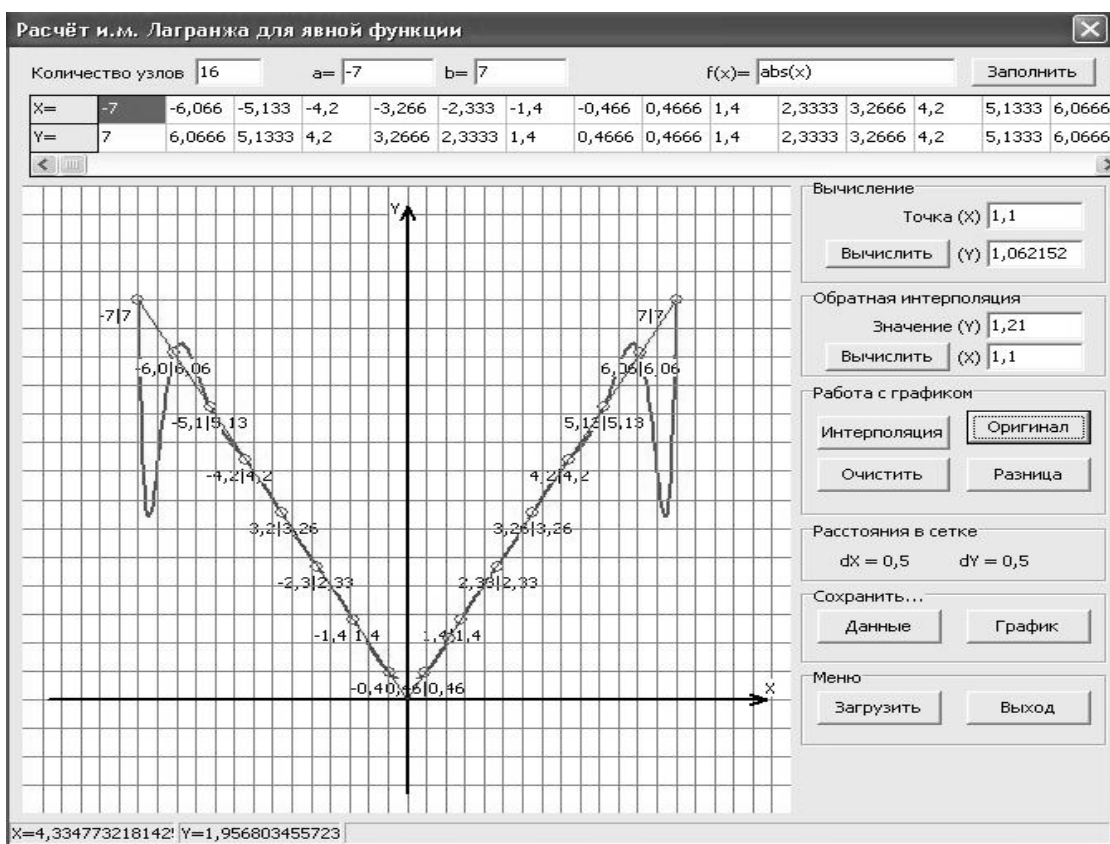 Расчёт и.м. Лагранжа для явной функции
Количество узлов 16 a= -7 b= 7 f(x)= abs(x) Заполнить
X= -7 -6,066 -5,133 -4,2 -3,266 -2,333 -1,4 -0,466 0,4666 1,4 2,3333 3,2666 4,2 5,1333 6,0666
Y= 7 6,0666 5,1333 4,2 3,2666 2,3333 1,4 0,4666 0,4666 1,4 2,3333 3,2666 4,2 5,1333 6,0666
Y
-7|7 7|7
-6,0|6,06 6,06|6,06
-5,1|5,13 5,13|5,13
-4,2|4,2 4,2|4,2
3,2|3,26 3,26|3,26
-2,3|2,33 2,33|2,33
-1,4|1,4 1,4|1,4
|0,46
X
Вычисление
Точка (X) 1,1
Вычислить (Y) 1,062152
Обратная интерполяция
Значение (Y) 1,21
Вычислить (X) 1,1
Работа с графиком
Интерполяция Оригинал
Очистить Разница
Расстояния в сетке
dX = 0,5 dY = 0,5
Сохранить...
Данные График
Меню
Загрузить Выход
X=4,334773218142 Y=1,956803455723